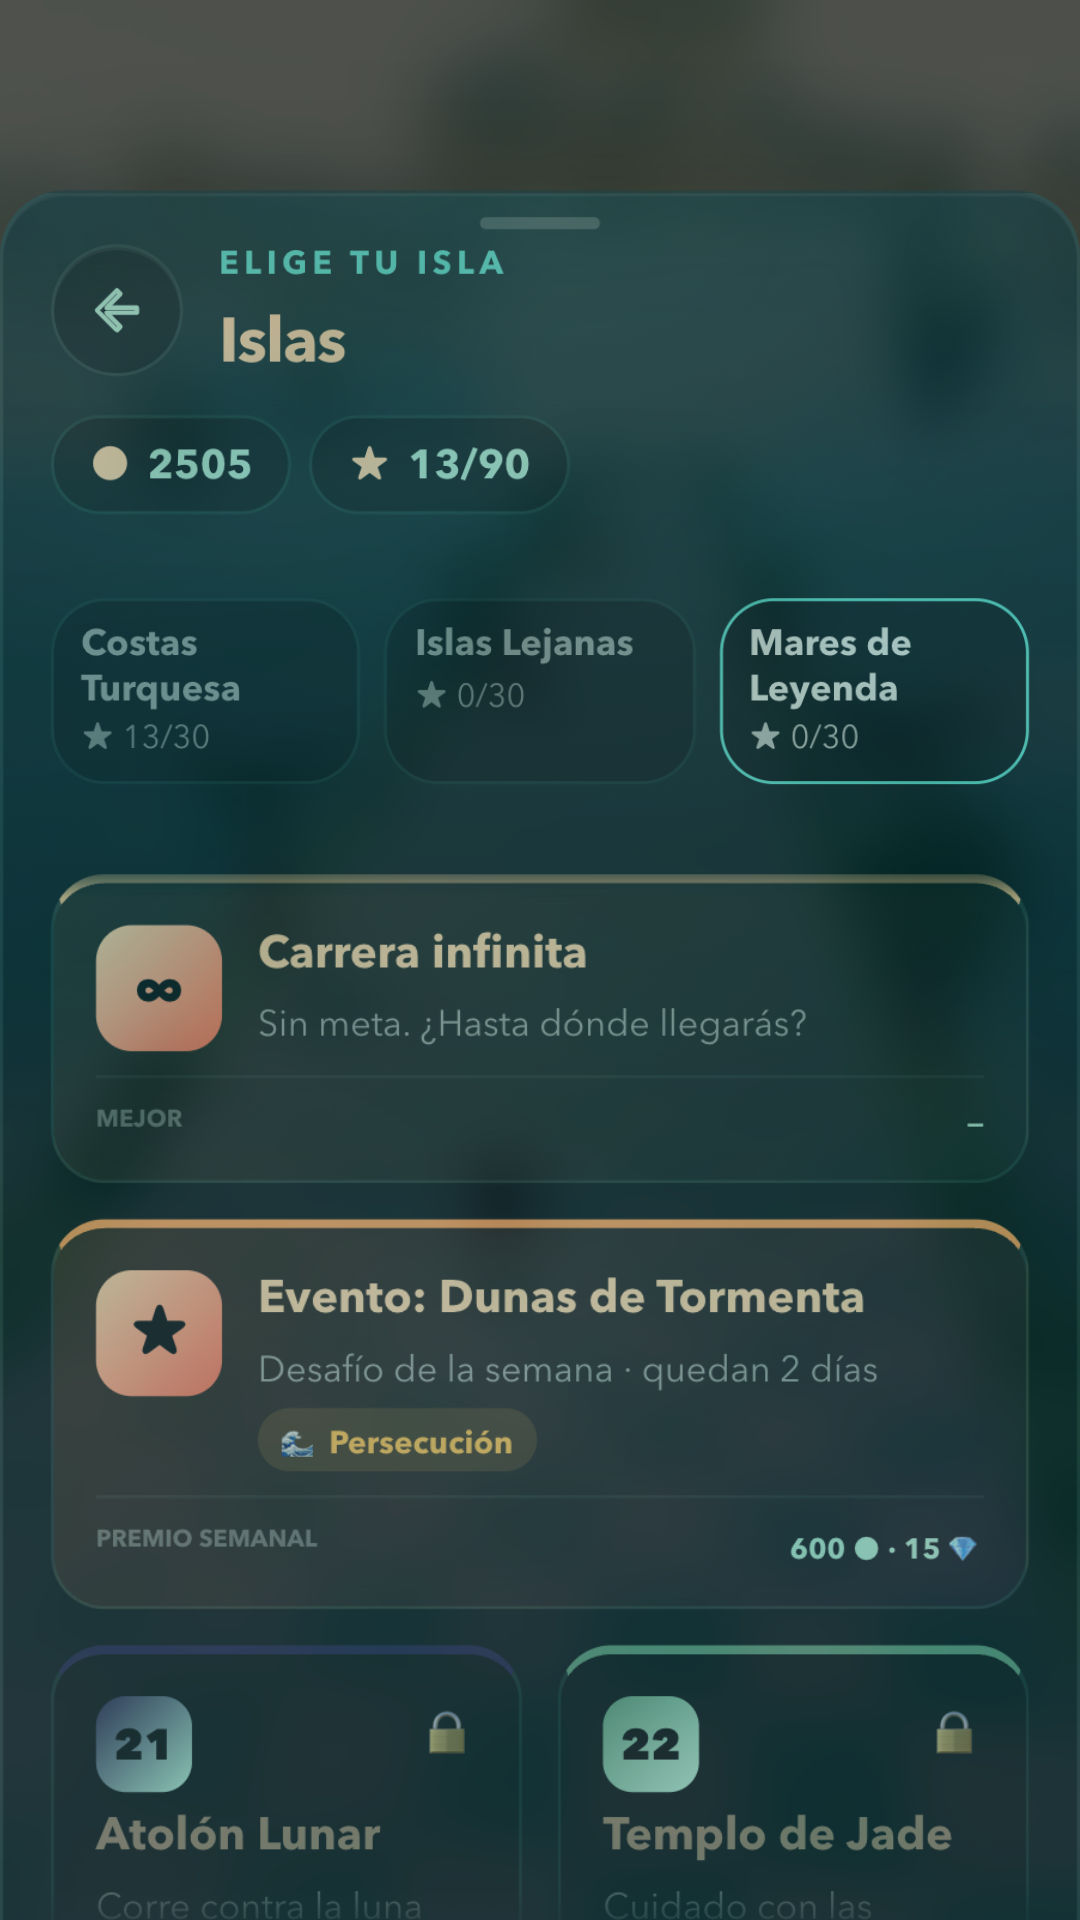 ELIGE TU ISLA
Islas
2505
★ 13/90
Costas
Turquesa
★ 13/30
Islas Lejanas
★ 0/30
Mares de
Leyenda
★ 0/30
∞
Carrera infinita
Sin meta. ¿Hasta dónde llegarás?
MEJOR
–
Evento: Dunas de Tormenta
Desafío de la semana · quedan 2 días
🌊 Persecución
PREMIO SEMANAL
600 ● · 15 💎
21
Atolón Lunar
Corre contra la luna
22
Templo de Jade
Cuidado con las